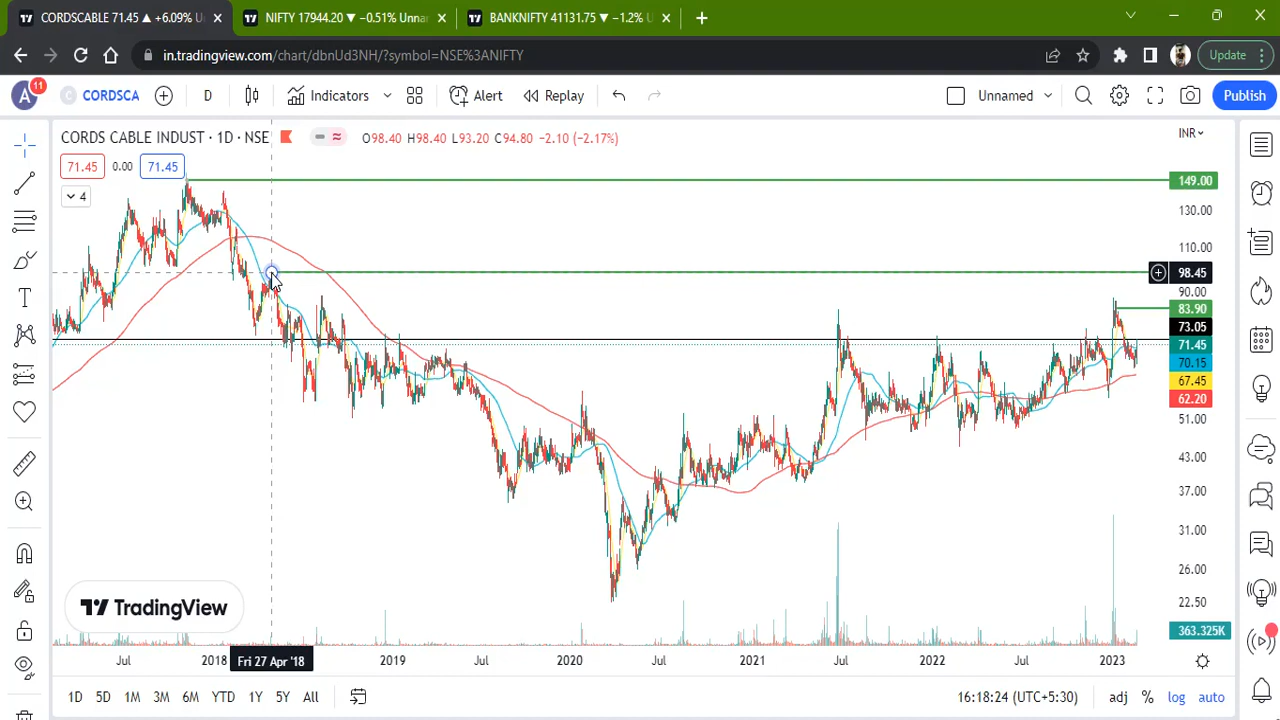 CORDSCABLE 71.45 ▲ +6.09% U
NIFTY 17944.20 ▼ −0.51% Unnar
BANKNIFTY 41131.75 ▼ −1.2% U
in.tradingview.com/chart/dbnUd3NH/?symbol=NSE%3ANIFTY
Update
A 11
CORDSCA
D
Indicators
Alert
Replay
Unnamed
Publish
CORDS CABLE INDUST · 1D · NSE
O98.40 H98.40 L93.20 C94.80 −2.10 (−2.17%)
INR
71.45 0.00 71.45
4
149.00
130.00
110.00
98.45
90.00
83.90
73.05
71.45
70.15
67.45
62.20
51.00
43.00
37.00
31.00
26.00
22.50
363.325K
TradingView
Jul 2018 Fri 27 Apr '18 2019 Jul 2020 Jul 2021 Jul 2022 Jul 2023
1D 5D 1M 3M 6M YTD 1Y 5Y All
16:18:24 (UTC+5:30)
adj % log auto